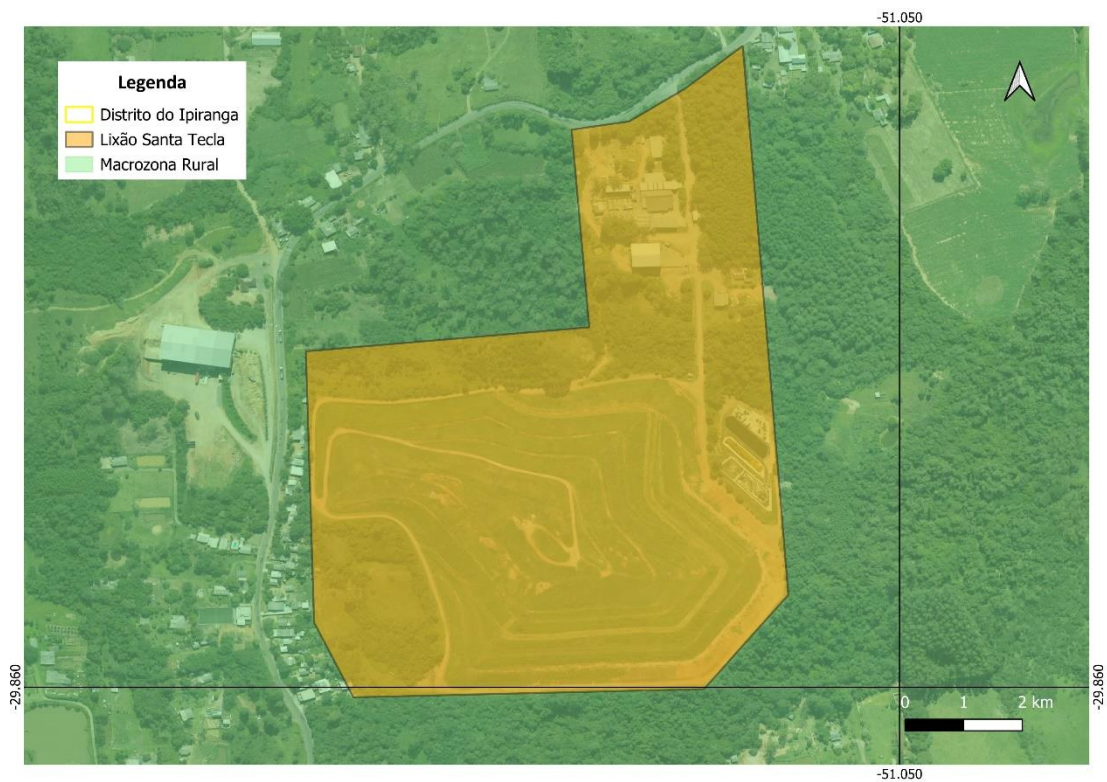 -51.050
Legenda
Distrito do Ipiranga
Lixão Santa Tecla
Macrozona Rural
-29.860
-29.860
0 1 2 km
-51.050